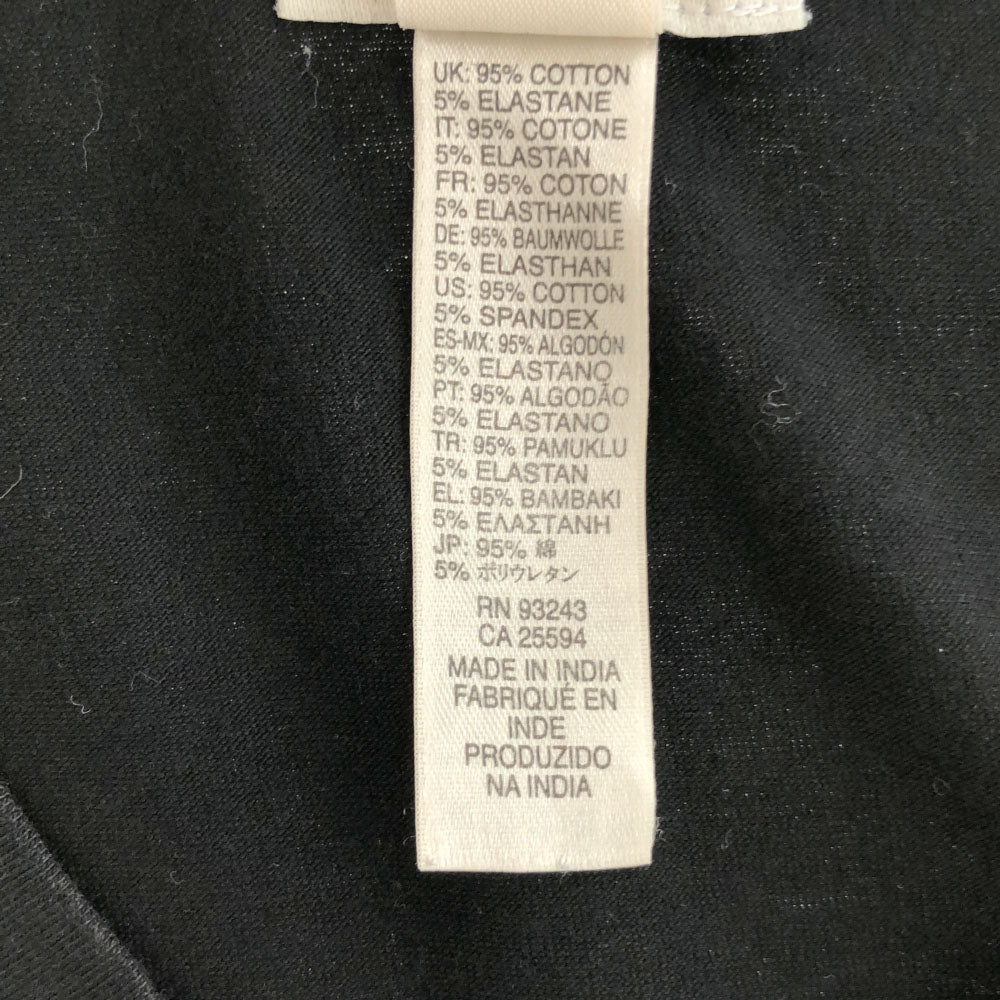 UK: 95% COTTON
5% ELASTANE
IT: 95% COTONE
5% ELASTAN
FR: 95% COTON
5% ELASTHANNE
DE: 95% BAUMWOLLE
5% ELASTHAN
US: 95% COTTON
5% SPANDEX
ES-MX: 95% ALGODÓN
5% ELASTANO
PT: 95% ALGODÃO
5% ELASTANO
TR: 95% PAMUKLU
5% ELASTAN
EL: 95% BAMBAKI
5% ΕΛΑΣΤΑΝΗ
JP: 95% 綿
5% ポリウレタン
RN 93243
CA 25594
MADE IN INDIA
FABRIQUÉ EN
INDE
PRODUZIDO
NA INDIA